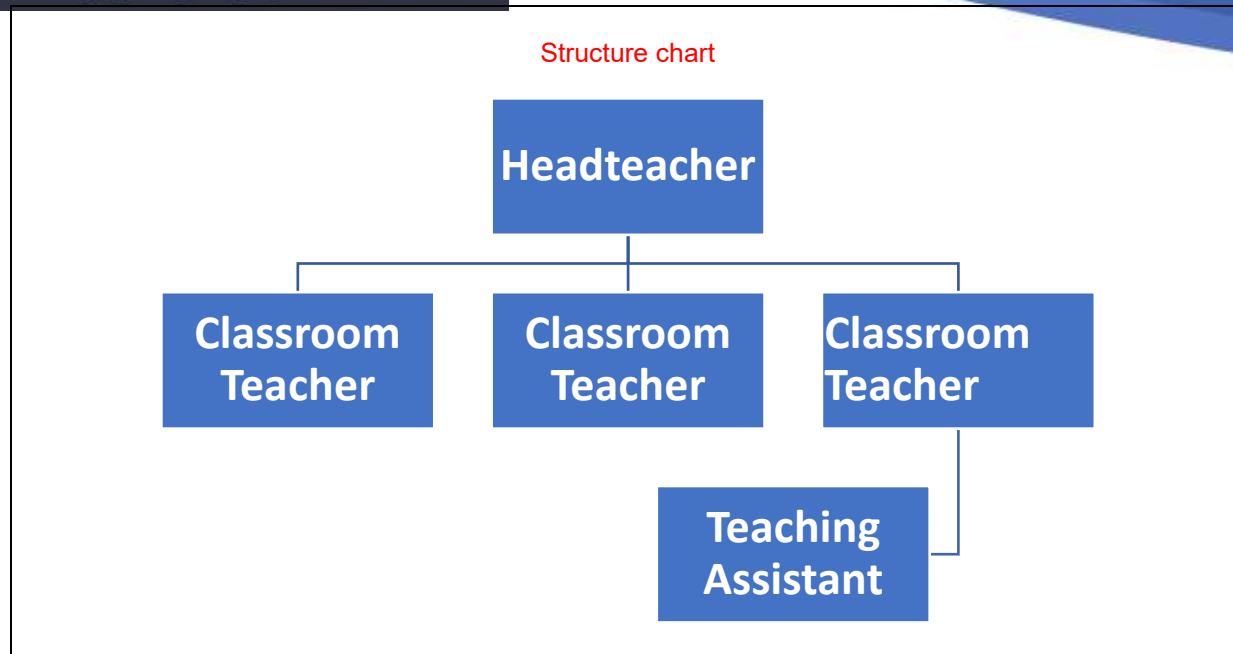 Structure chart
Headteacher
Classroom
Teacher
Classroom
Teacher
Classroom
Teacher
Teaching
Assistant